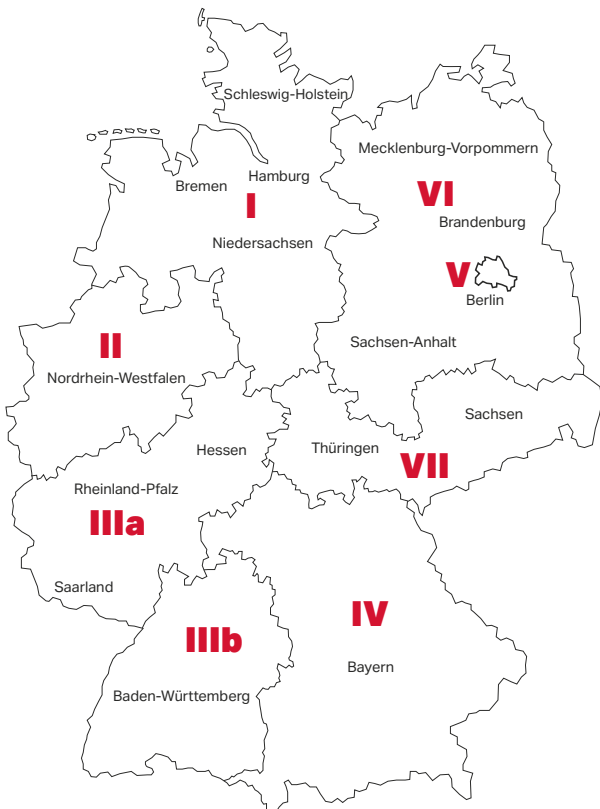 Schleswig-Holstein
Mecklenburg-Vorpommern
Hamburg
Bremen
I
VI
Brandenburg
Niedersachsen
V
Berlin
II
Sachsen-Anhalt
Nordrhein-Westfalen
Sachsen
Hessen
Thüringen
VII
Rheinland-Pfalz
IIIa
Saarland
IV
IIIb
Bayern
Baden-Württemberg